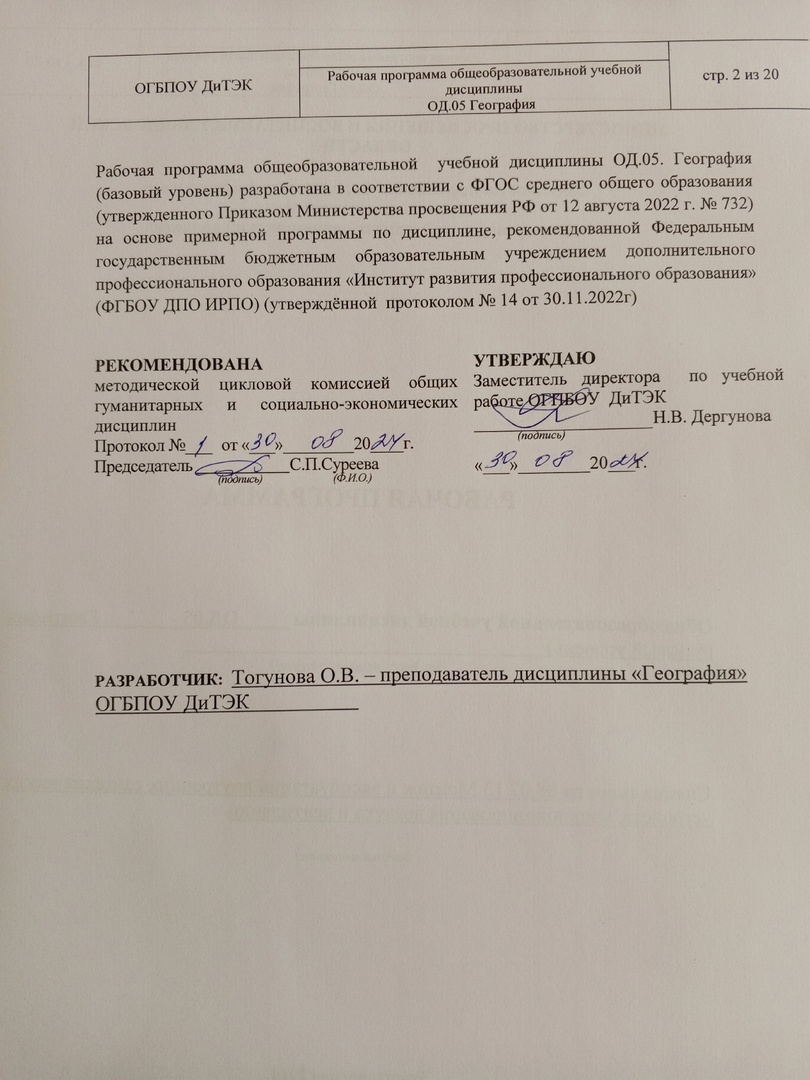 ОГБПОУ ДиТЭК
Рабочая программа общеобразовательной учебной
дисциплины
ОД.05 География
стр. 2 из 20
Рабочая программа общеобразовательной учебной дисциплины ОД.05. География
(базовый уровень) разработана в соответствии с ФГОС среднего общего образования
(утвержденного Приказом Министерства просвещения РФ от 12 августа 2022 г. № 732)
на основе примерной программы по дисциплине, рекомендованной Федеральным
государственным бюджетным образовательным учреждением дополнительного
профессионального образования «Институт развития профессионального образования»
(ФГБОУ ДПО ИРПО) (утверждённой протоколом № 14 от 30.11.2022г)
РЕКОМЕНДОВАНА
методической цикловой комиссией общих
гуманитарных и социально-экономических
дисциплин
Протокол № 1 от «30» 08 2024г.
Председатель С.П.Суреева
(подпись) (Ф.И.О.)
УТВЕРЖДАЮ
Заместитель директора по учебной
работе ОГПБОУ ДиТЭК
Н.В. Дергунова
(подпись)
«30» 08 2024г.
РАЗРАБОТЧИК: Тогунова О.В. – преподаватель дисциплины «География»
ОГБПОУ ДиТЭК